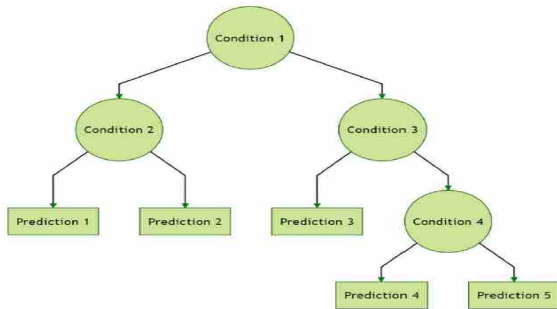 Condition 1
Condition 2
Condition 3
Prediction 1
Prediction 2
Prediction 3
Condition 4
Prediction 4
Prediction 5